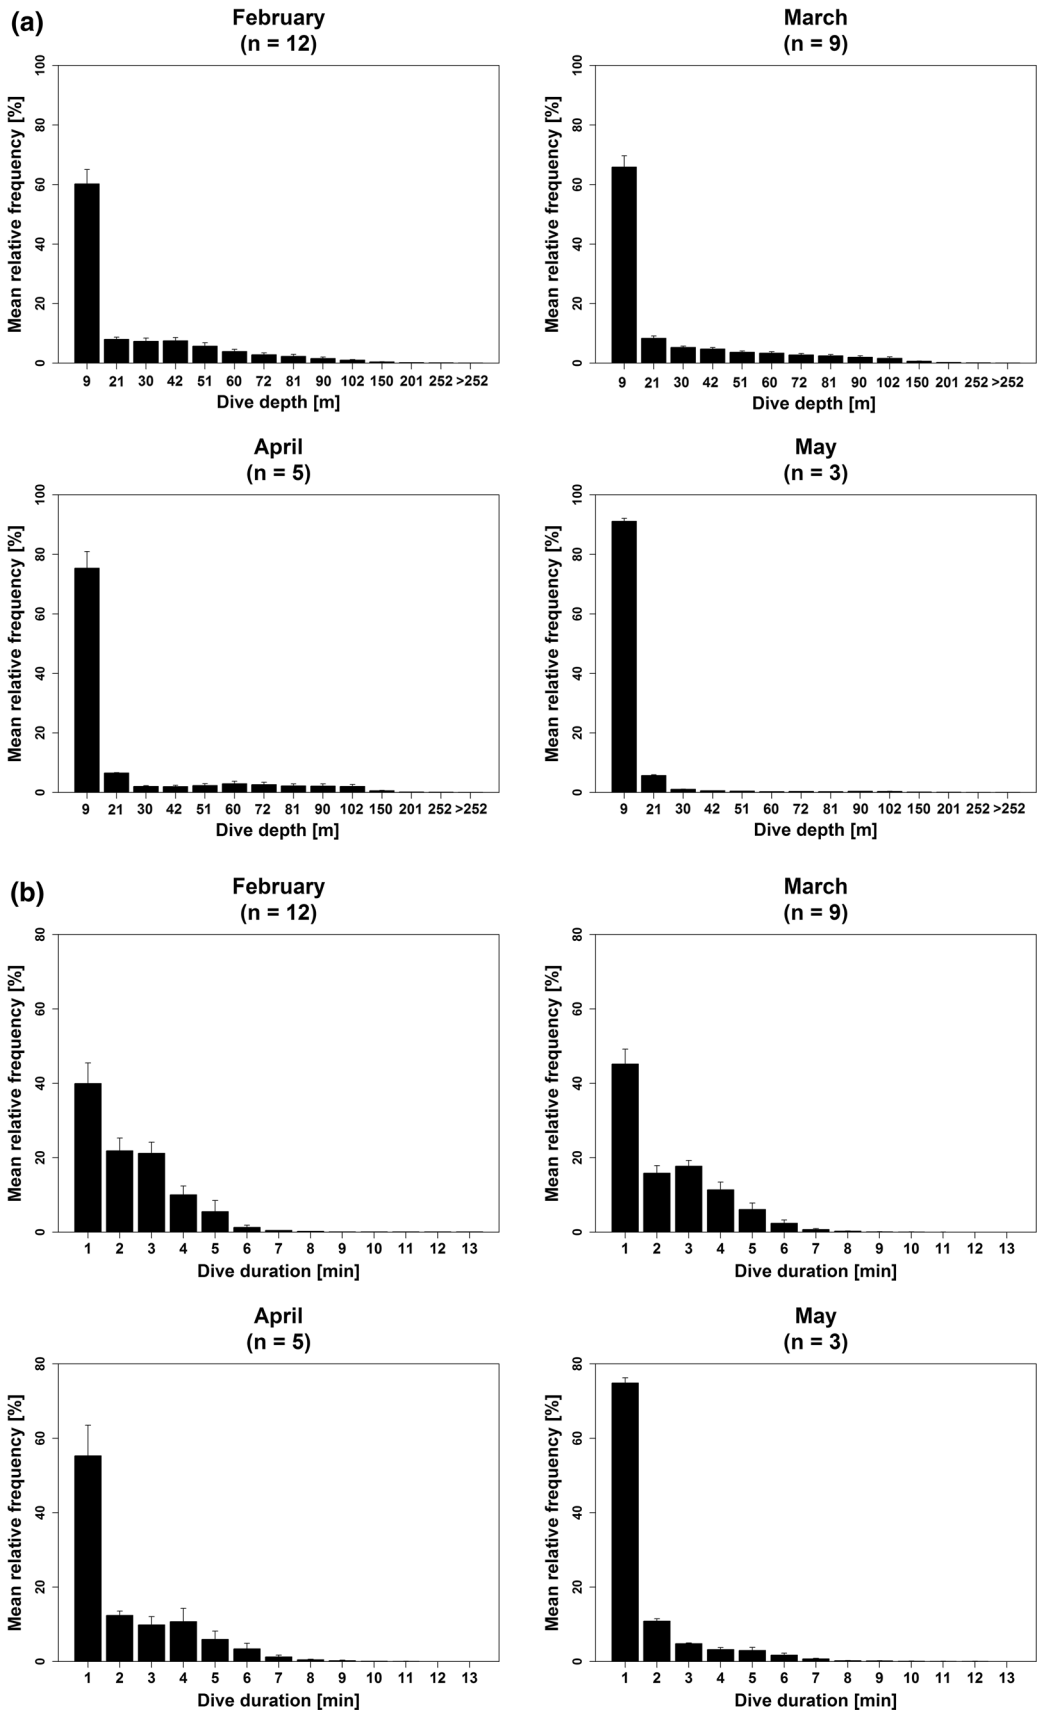 (a)
February
(n = 12)
Mean relative frequency [%]
0 20 40 60 80 100
9 21 30 42 51 60 72 81 90 102 150 201 252 >252
Dive depth [m]
March
(n = 9)
Mean relative frequency [%]
0 20 40 60 80 100
9 21 30 42 51 60 72 81 90 102 150 201 252 >252
Dive depth [m]
April
(n = 5)
Mean relative frequency [%]
0 20 40 60 80 100
9 21 30 42 51 60 72 81 90 102 150 201 252 >252
Dive depth [m]
May
(n = 3)
Mean relative frequency [%]
0 20 40 60 80 100
9 21 30 42 51 60 72 81 90 102 150 201 252 >252
Dive depth [m]
(b)
February
(n = 12)
Mean relative frequency [%]
0 20 40 60 80
1 2 3 4 5 6 7 8 9 10 11 12 13
Dive duration [min]
March
(n = 9)
Mean relative frequency [%]
0 20 40 60 80
1 2 3 4 5 6 7 8 9 10 11 12 13
Dive duration [min]
April
(n = 5)
Mean relative frequency [%]
0 20 40 60 80
1 2 3 4 5 6 7 8 9 10 11 12 13
Dive duration [min]
May
(n = 3)
Mean relative frequency [%]
0 20 40 60 80
1 2 3 4 5 6 7 8 9 10 11 12 13
Dive duration [min]